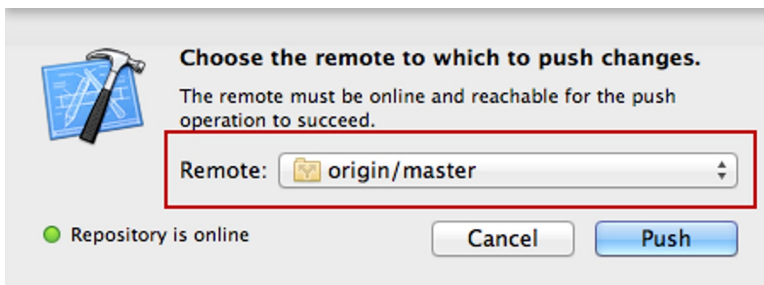 Choose the remote to which to push changes.
The remote must be online and reachable for the push
operation to succeed.
Remote: origin/master
Repository is online
Cancel
Push